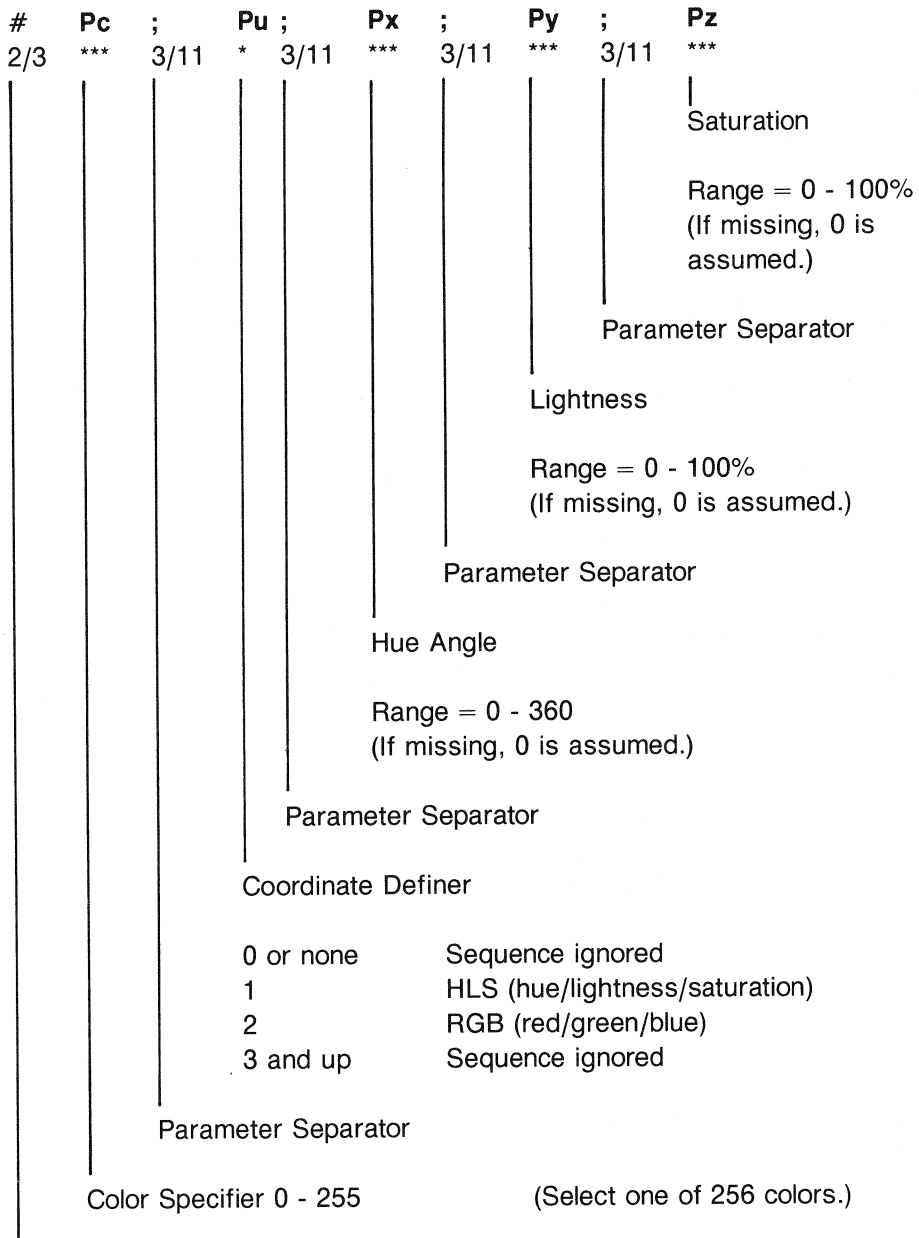 # Pc ; Pu ; Px ; Py ; Pz
2/3 *** 3/11 * 3/11 *** 3/11 *** 3/11 ***
Saturation
Range = 0 - 100%
(If missing, 0 is
assumed.)
Parameter Separator
Lightness
Range = 0 - 100%
(If missing, 0 is assumed.)
Parameter Separator
Hue Angle
Range = 0 - 360
(If missing, 0 is assumed.)
Parameter Separator
Coordinate Definer
0 or none Sequence ignored
1 HLS (hue/lightness/saturation)
2 RGB (red/green/blue)
3 and up Sequence ignored
Parameter Separator
Color Specifier 0 - 255 (Select one of 256 colors.)